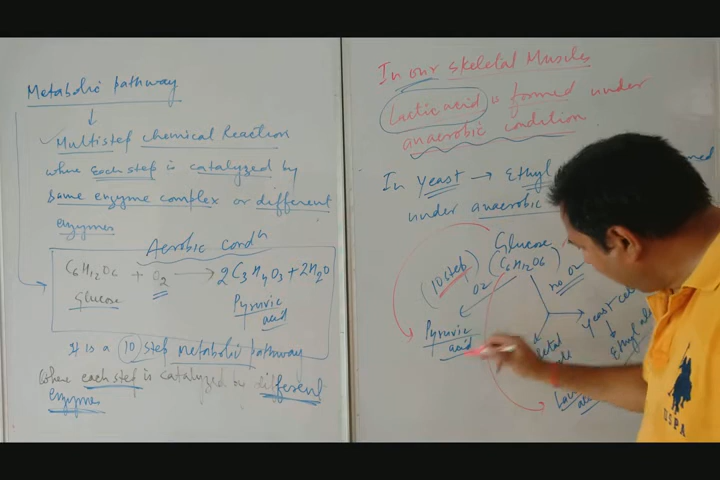 Metabolic pathway
Multistep chemical Reaction
where each step is catalyzed by
same enzyme complex or different
enzymes
Aerobic condⁿ
C6H12O6 + O2 → 2C3H4O3 + 2H2O
Glucose
Pyruvic
acid
It is a 10 step metabolic pathway
where each step is catalyzed by different
enzymes
In our skeletal Muscles
Lactic acid is formed under
anaerobic condition
In yeast → Ethyl
under anaerobic
Glucose
(C6H12O6)
(10 step)
O2
no O2
Pyruvic
acid
Yeast
Ethyl
USPA